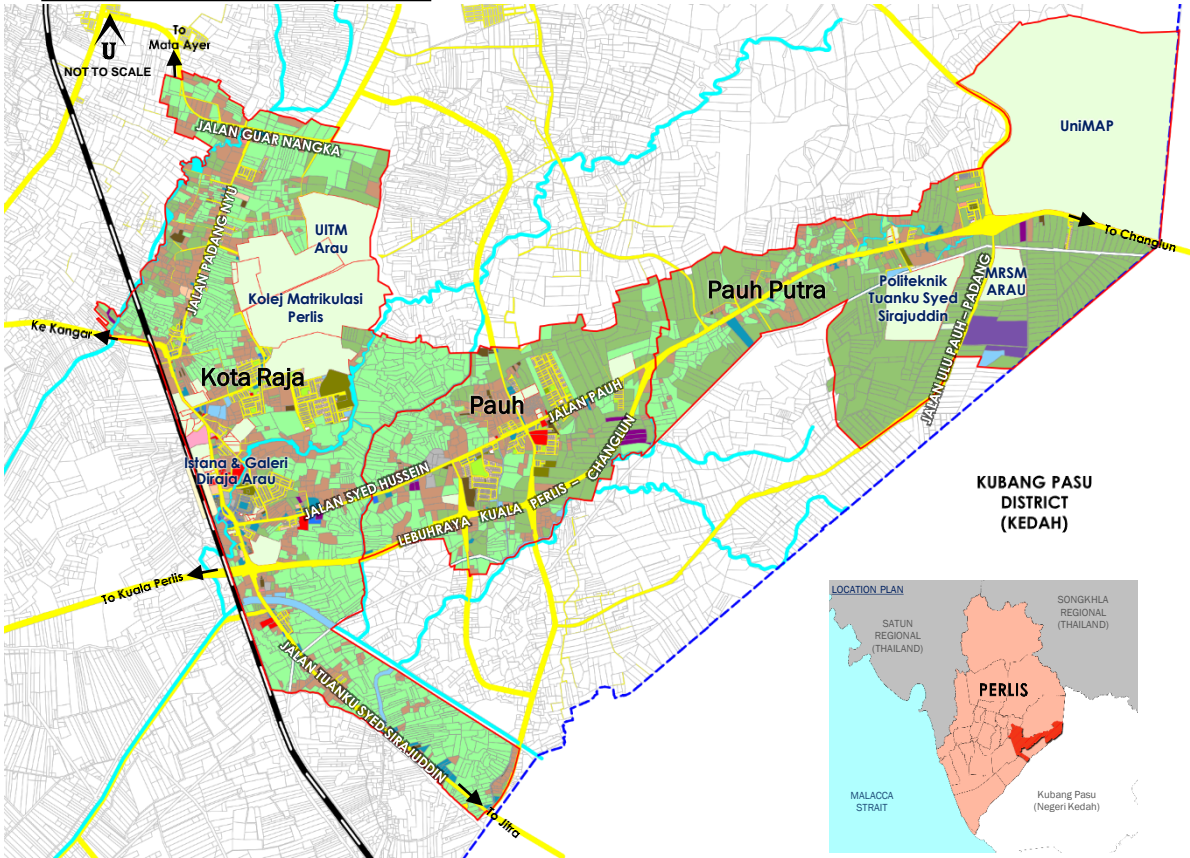 To
Mata Ayer
U
NOT TO SCALE
JALAN GUAR NANGKA
UniMAP
JALAN PADANG NYU
UITM
Arau
To Changlun
Kolej Matrikulasi
Perlis
Pauh Putra
Politeknik
Tuanku Syed
Sirajuddin
MRSM
ARAU
Ke Kangar
Kota Raja
Pauh
JALAN PAUH
JALAN ULU PAUH – PADANG
Istana & Galeri
Diraja Arau
JALAN SYED HUSSEIN
LEBUHRAYA KUALA PERLIS – CHANGLUN
KUBANG PASU
DISTRICT
(KEDAH)
To Kuala Perlis
JALAN TUANKU SYED SIRAJUDDIN
To Jitra
LOCATION PLAN
SONGKHLA
REGIONAL
(THAILAND)
SATUN
REGIONAL
(THAILAND)
PERLIS
MALACCA
STRAIT
Kubang Pasu
(Negeri Kedah)